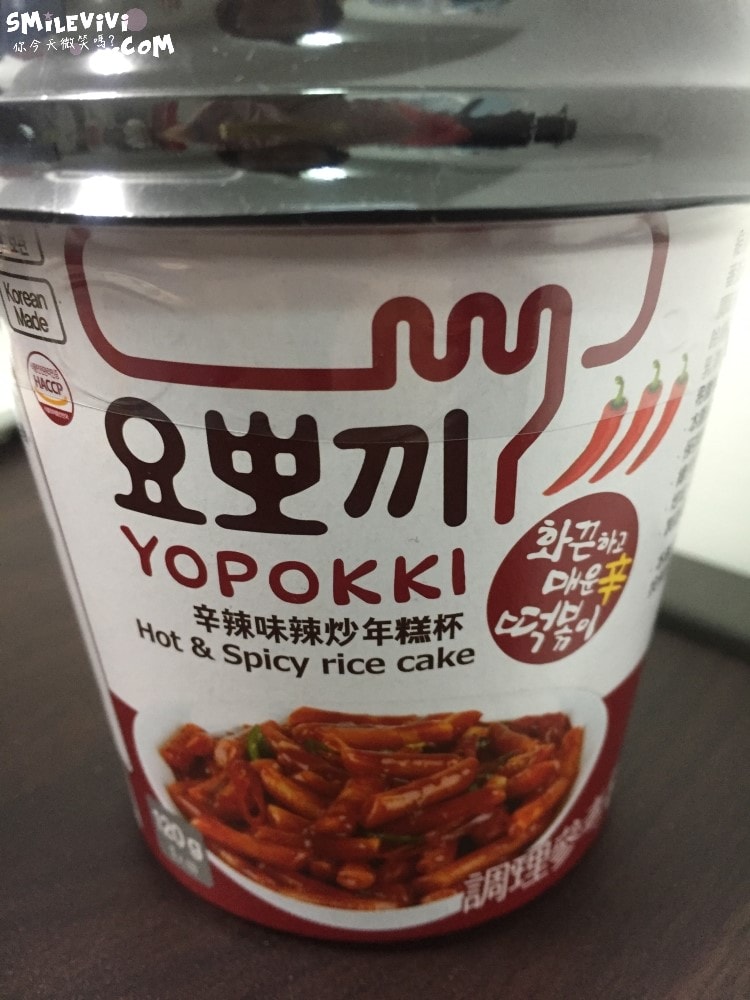 SMiLEViVi
你今天微笑嗎?
.COM
Korean
Made
HACCP
요뽀끼
YOPOKKI
화끈하고
매운辛
떡볶이
辛辣味辣炒年糕杯
Hot & Spicy rice cake
120g
調理